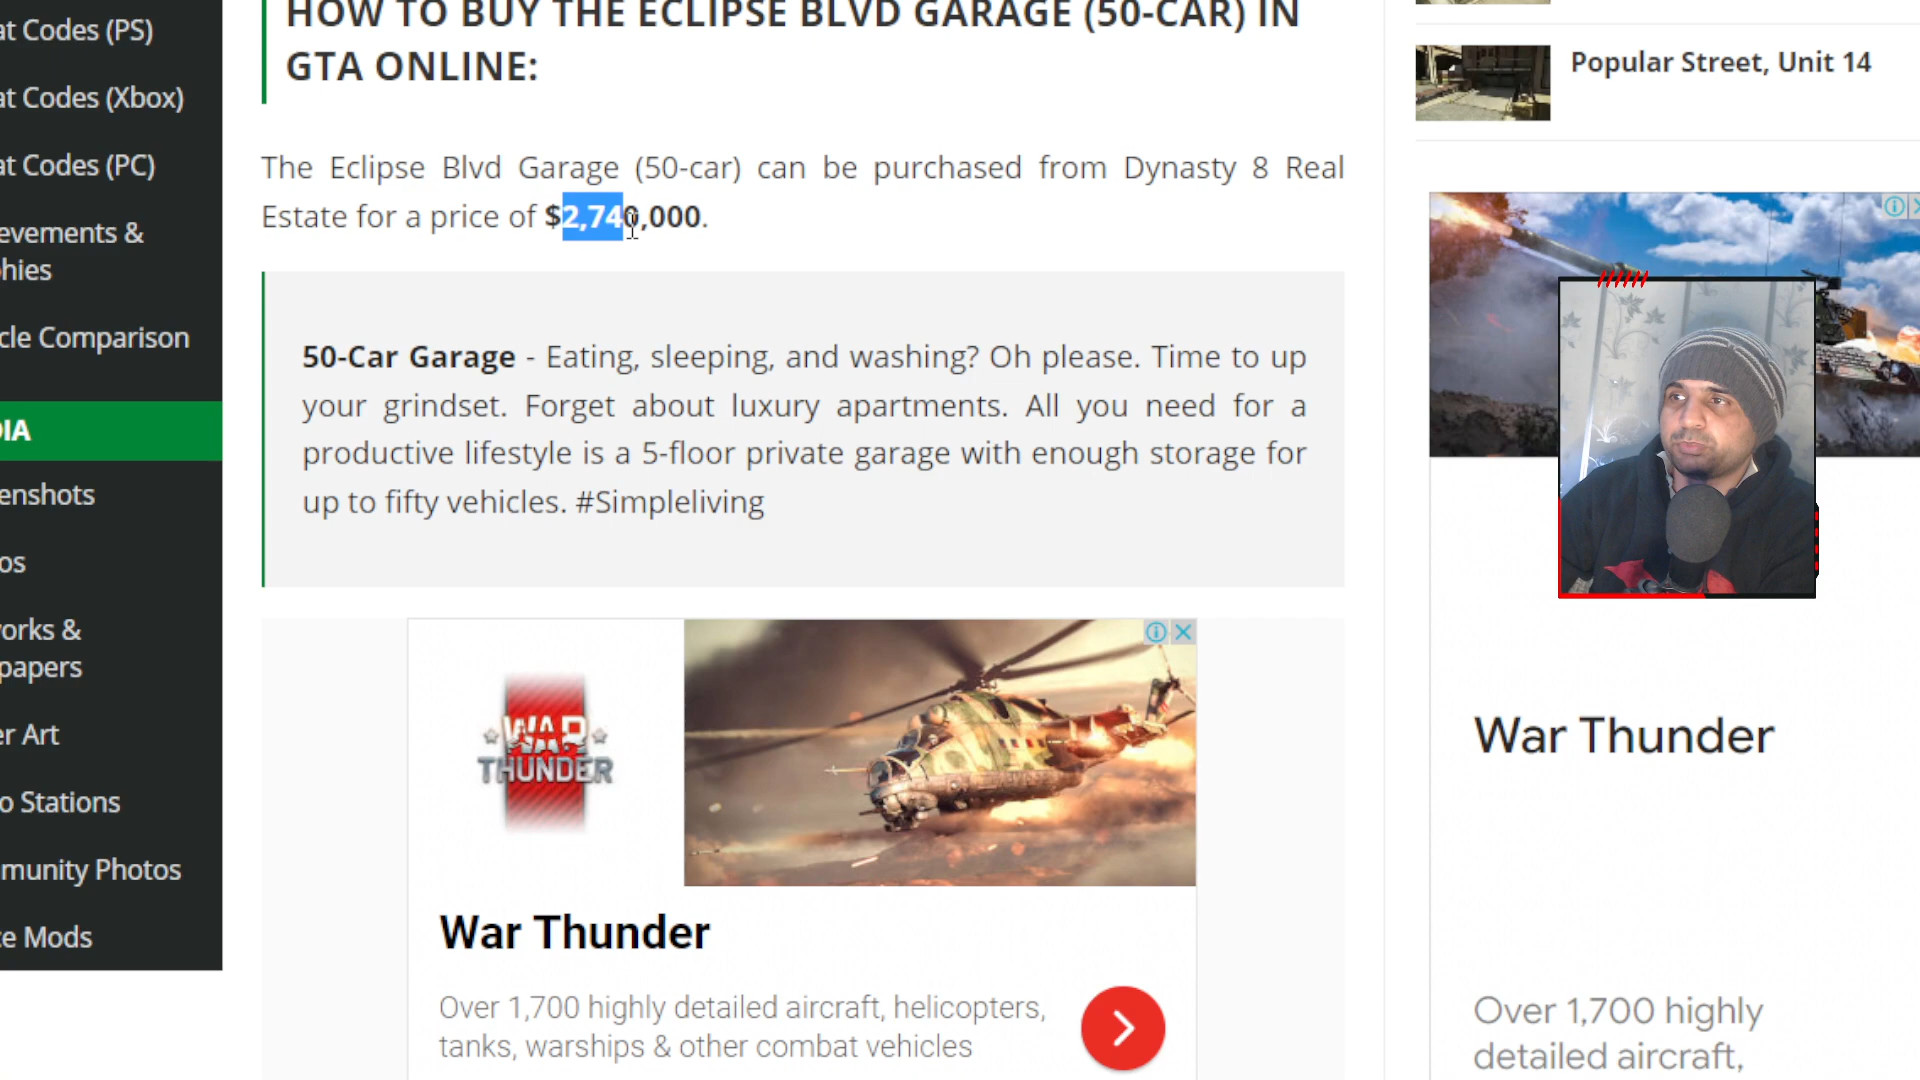 HOW TO BUY THE ECLIPSE BLVD GARAGE (50-CAR) IN
GTA ONLINE:
The Eclipse Blvd Garage (50-car) can be purchased from Dynasty 8 Real
Estate for a price of $2,740,000.
50-Car Garage - Eating, sleeping, and washing? Oh please. Time to up
your grindset. Forget about luxury apartments. All you need for a
productive lifestyle is a 5-floor private garage with enough storage for
up to fifty vehicles. #Simpleliving
WAR
THUNDER
War Thunder
Over 1,700 highly detailed aircraft, helicopters,
tanks, warships & other combat vehicles
at Codes (PS)
at Codes (Xbox)
at Codes (PC)
evements &
hies
cle Comparison
DIA
enshots
os
orks &
papers
er Art
o Stations
munity Photos
ce Mods
Popular Street, Unit 14
War Thunder
Over 1,700 highly
detailed aircraft,